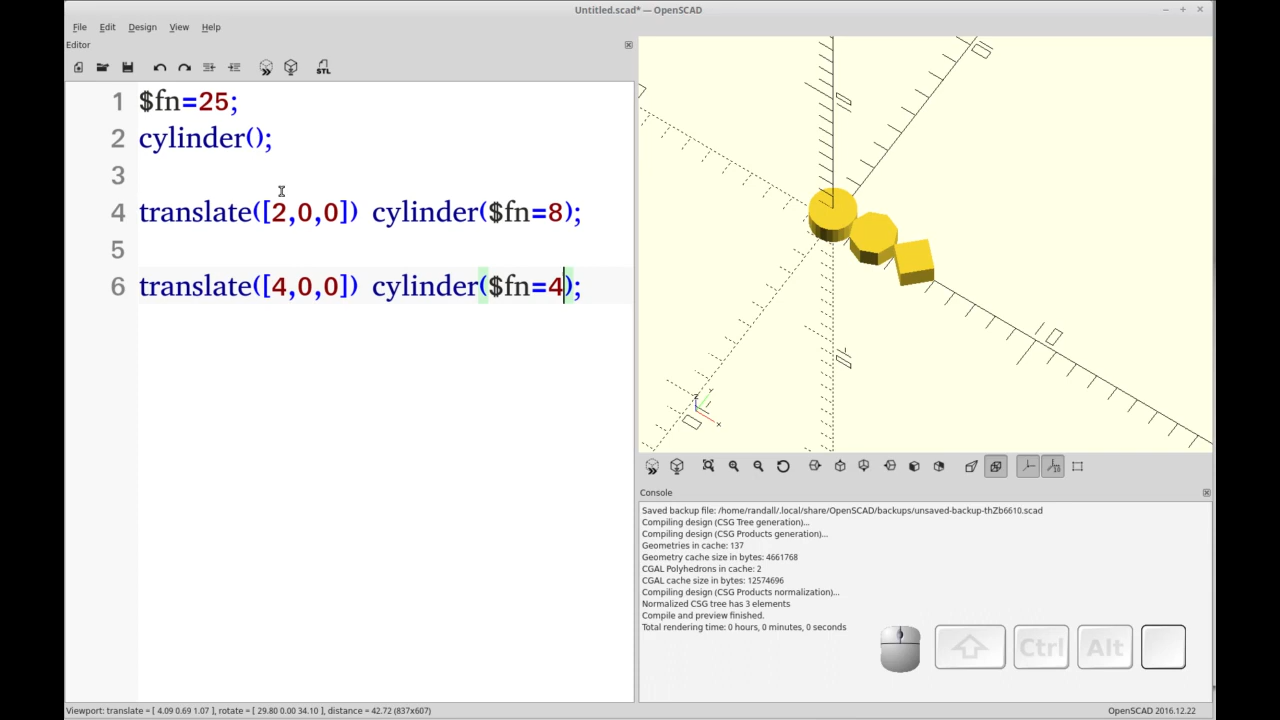 Untitled.scad* — OpenSCAD
File Edit Design View Help
Editor
STL
1 $fn=25;
2 cylinder();
3
4 translate([2,0,0]) cylinder($fn=8);
5
6 translate([4,0,0]) cylinder($fn=4);
z
x
Console
Saved backup file: /home/randall/.local/share/OpenSCAD/backups/unsaved-backup-thZb6610.scad
Compiling design (CSG Tree generation)...
Compiling design (CSG Products generation)...
Geometries in cache: 137
Geometry cache size in bytes: 4661768
CGAL Polyhedrons in cache: 2
CGAL cache size in bytes: 12574696
Compiling design (CSG Products normalization)...
Normalized CSG tree has 3 elements
Compile and preview finished.
Total rendering time: 0 hours, 0 minutes, 0 seconds
Ctrl Alt
Viewport: translate = [ 4.09 0.69 1.07 ], rotate = [ 29.80 0.00 34.10 ], distance = 42.72 (837x607)
OpenSCAD 2016.12.22